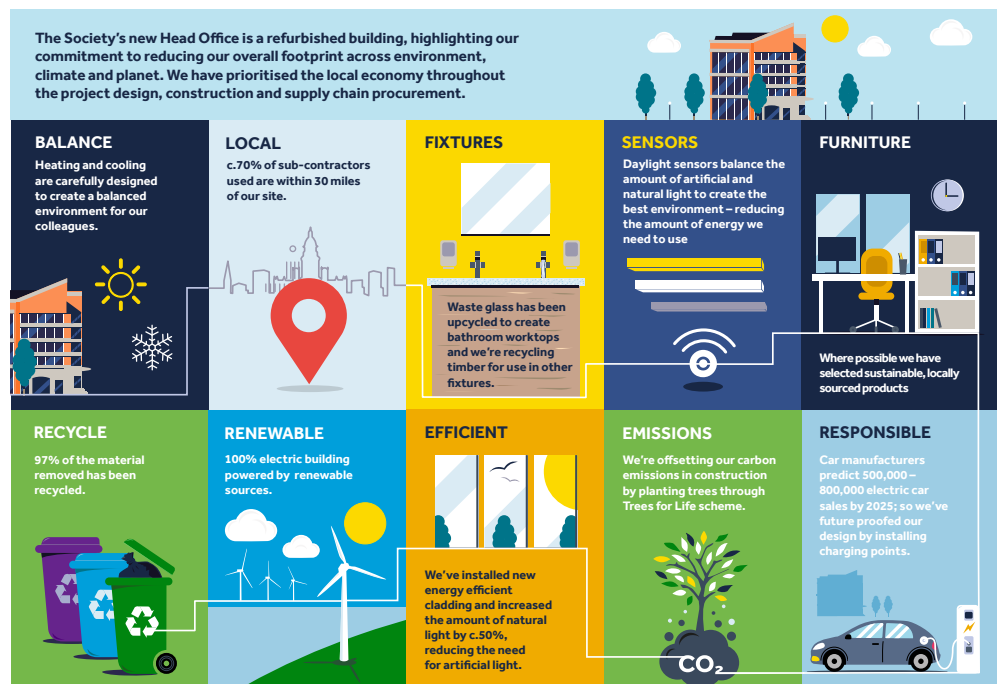 The Society's new Head Office is a refurbished building, highlighting our
commitment to reducing our overall footprint across environment,
climate and planet. We have prioritised the local economy throughout
the project design, construction and supply chain procurement.
BALANCE
Heating and cooling
are carefully designed
to create a balanced
environment for our
colleagues.
LOCAL
c.70% of sub-contractors
used are within 30 miles
of our site.
FIXTURES
Waste glass has been
upcycled to create
bathroom worktops
and we're recycling
timber for use in other
fixtures.
SENSORS
Daylight sensors balance the
amount of artificial and
natural light to create the
best environment – reducing
the amount of energy we
need to use
FURNITURE
Where possible we have
selected sustainable, locally
sourced products
RECYCLE
97% of the material
removed has been
recycled.
RENEWABLE
100% electric building
powered by renewable
sources.
EFFICIENT
We've installed new
energy efficient
cladding and increased
the amount of natural
light by c.50%,
reducing the need
for artificial light.
EMISSIONS
We're offsetting our carbon
emissions in construction
by planting trees through
Trees for Life scheme.
CO₂
RESPONSIBLE
Car manufacturers
predict 500,000 –
800,000 electric car
sales by 2025; so we've
future proofed our
design by installing
charging points.